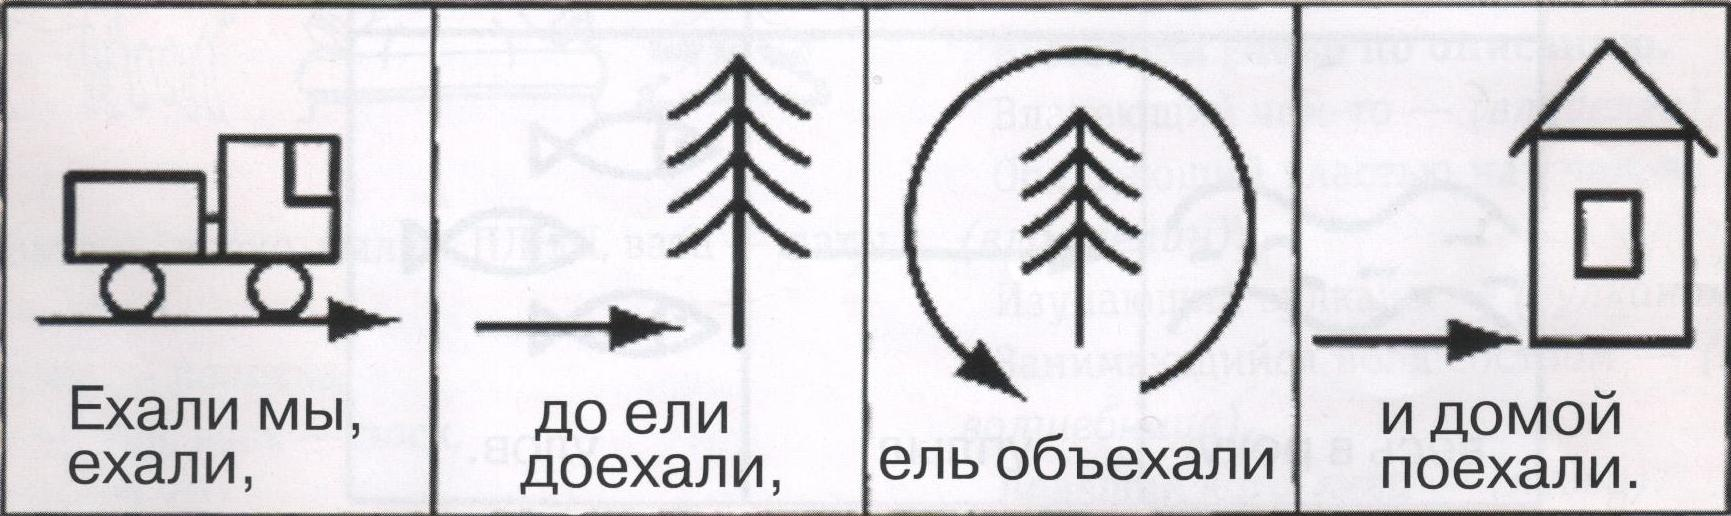 Ехали мы,
ехали,
до ели
доехали,
ель объехали
и домой
поехали.